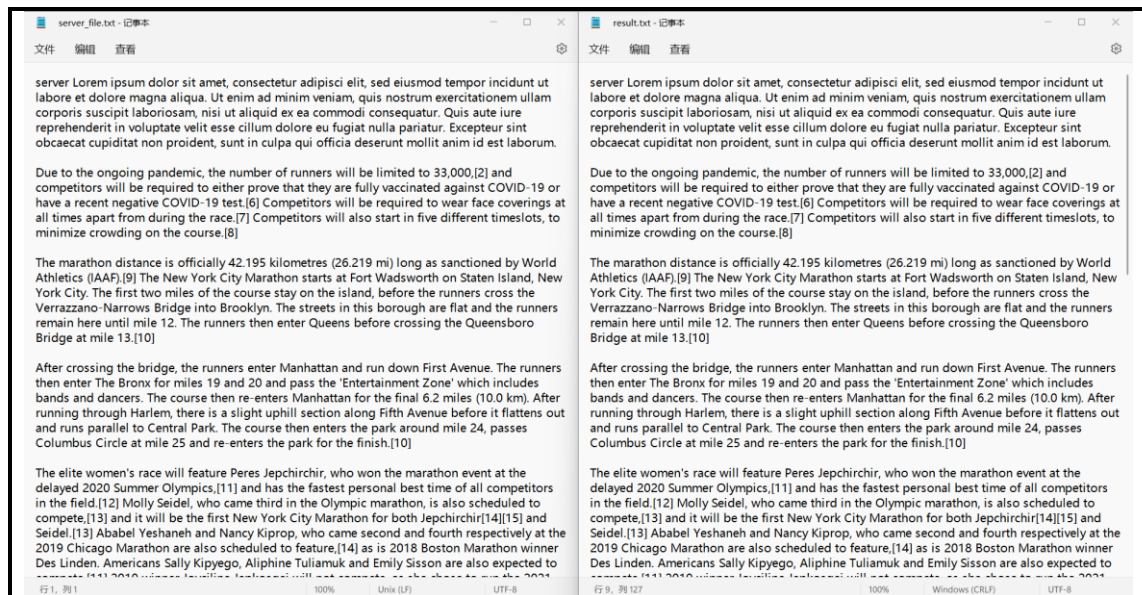 server_file.txt - 记事本
文件 编辑 查看
server Lorem ipsum dolor sit amet, consectetur adipisci elit, sed eiusmod tempor incidunt ut
labore et dolore magna aliqua. Ut enim ad minim veniam, quis nostrum exercitationem ullam
corporis suscipit laboriosam, nisi ut aliquid ex ea commodi consequatur. Quis aute iure
reprehenderit in voluptate velit esse cillum dolore eu fugiat nulla pariatur. Excepteur sint
obcaecat cupiditat non proident, sunt in culpa qui officia deserunt mollit anim id est laborum.
Due to the ongoing pandemic, the number of runners will be limited to 33,000,[2] and
competitors will be required to either prove that they are fully vaccinated against COVID-19 or
have a recent negative COVID-19 test.[6] Competitors will be required to wear face coverings at
all times apart from during the race.[7] Competitors will also start in five different timeslots, to
minimize crowding on the course.[8]
The marathon distance is officially 42.195 kilometres (26.219 mi) long as sanctioned by World
Athletics (IAAF).[9] The New York City Marathon starts at Fort Wadsworth on Staten Island, New
York City. The first two miles of the course stay on the island, before the runners cross the
Verrazzano-Narrows Bridge into Brooklyn. The streets in this borough are flat and the runners
remain here until mile 12. The runners then enter Queens before crossing the Queensboro
Bridge at mile 13.[10]
After crossing the bridge, the runners enter Manhattan and run down First Avenue. The runners
then enter The Bronx for miles 19 and 20 and pass the 'Entertainment Zone' which includes
bands and dancers. The course then re-enters Manhattan for the final 6.2 miles (10.0 km). After
running through Harlem, there is a slight uphill section along Fifth Avenue before it flattens out
and runs parallel to Central Park. The course then enters the park around mile 24, passes
Columbus Circle at mile 25 and re-enters the park for the finish.[10]
The elite women's race will feature Peres Jepchirchir, who won the marathon event at the
delayed 2020 Summer Olympics,[11] and has the fastest personal best time of all competitors
in the field.[12] Molly Seidel, who came third in the Olympic marathon, is also scheduled to
compete,[13] and it will be the first New York City Marathon for both Jepchirchir[14][15] and
Seidel.[13] Ababel Yeshaneh and Nancy Kiprop, who came second and fourth respectively at the
2019 Chicago Marathon are also scheduled to feature,[14] as is 2018 Boston Marathon winner
Des Linden. Americans Sally Kipyego, Aliphine Tuliamuk and Emily Sisson are also expected to
行 1, 列 1 100% Unix (LF) UTF-8
result.txt - 记事本
文件 编辑 查看
server Lorem ipsum dolor sit amet, consectetur adipisci elit, sed eiusmod tempor incidunt ut
labore et dolore magna aliqua. Ut enim ad minim veniam, quis nostrum exercitationem ullam
corporis suscipit laboriosam, nisi ut aliquid ex ea commodi consequatur. Quis aute iure
reprehenderit in voluptate velit esse cillum dolore eu fugiat nulla pariatur. Excepteur sint
obcaecat cupiditat non proident, sunt in culpa qui officia deserunt mollit anim id est laborum.
Due to the ongoing pandemic, the number of runners will be limited to 33,000,[2] and
competitors will be required to either prove that they are fully vaccinated against COVID-19 or
have a recent negative COVID-19 test.[6] Competitors will be required to wear face coverings at
all times apart from during the race.[7] Competitors will also start in five different timeslots, to
minimize crowding on the course.[8]
The marathon distance is officially 42.195 kilometres (26.219 mi) long as sanctioned by World
Athletics (IAAF).[9] The New York City Marathon starts at Fort Wadsworth on Staten Island, New
York City. The first two miles of the course stay on the island, before the runners cross the
Verrazzano-Narrows Bridge into Brooklyn. The streets in this borough are flat and the runners
remain here until mile 12. The runners then enter Queens before crossing the Queensboro
Bridge at mile 13.[10]
After crossing the bridge, the runners enter Manhattan and run down First Avenue. The runners
then enter The Bronx for miles 19 and 20 and pass the 'Entertainment Zone' which includes
bands and dancers. The course then re-enters Manhattan for the final 6.2 miles (10.0 km). After
running through Harlem, there is a slight uphill section along Fifth Avenue before it flattens out
and runs parallel to Central Park. The course then enters the park around mile 24, passes
Columbus Circle at mile 25 and re-enters the park for the finish.[10]
The elite women's race will feature Peres Jepchirchir, who won the marathon event at the
delayed 2020 Summer Olympics,[11] and has the fastest personal best time of all competitors
in the field.[12] Molly Seidel, who came third in the Olympic marathon, is also scheduled to
compete,[13] and it will be the first New York City Marathon for both Jepchirchir[14][15] and
Seidel.[13] Ababel Yeshaneh and Nancy Kiprop, who came second and fourth respectively at the
2019 Chicago Marathon are also scheduled to feature,[14] as is 2018 Boston Marathon winner
Des Linden. Americans Sally Kipyego, Aliphine Tuliamuk and Emily Sisson are also expected to
行 9, 列 127 100% Windows (CRLF) UTF-8